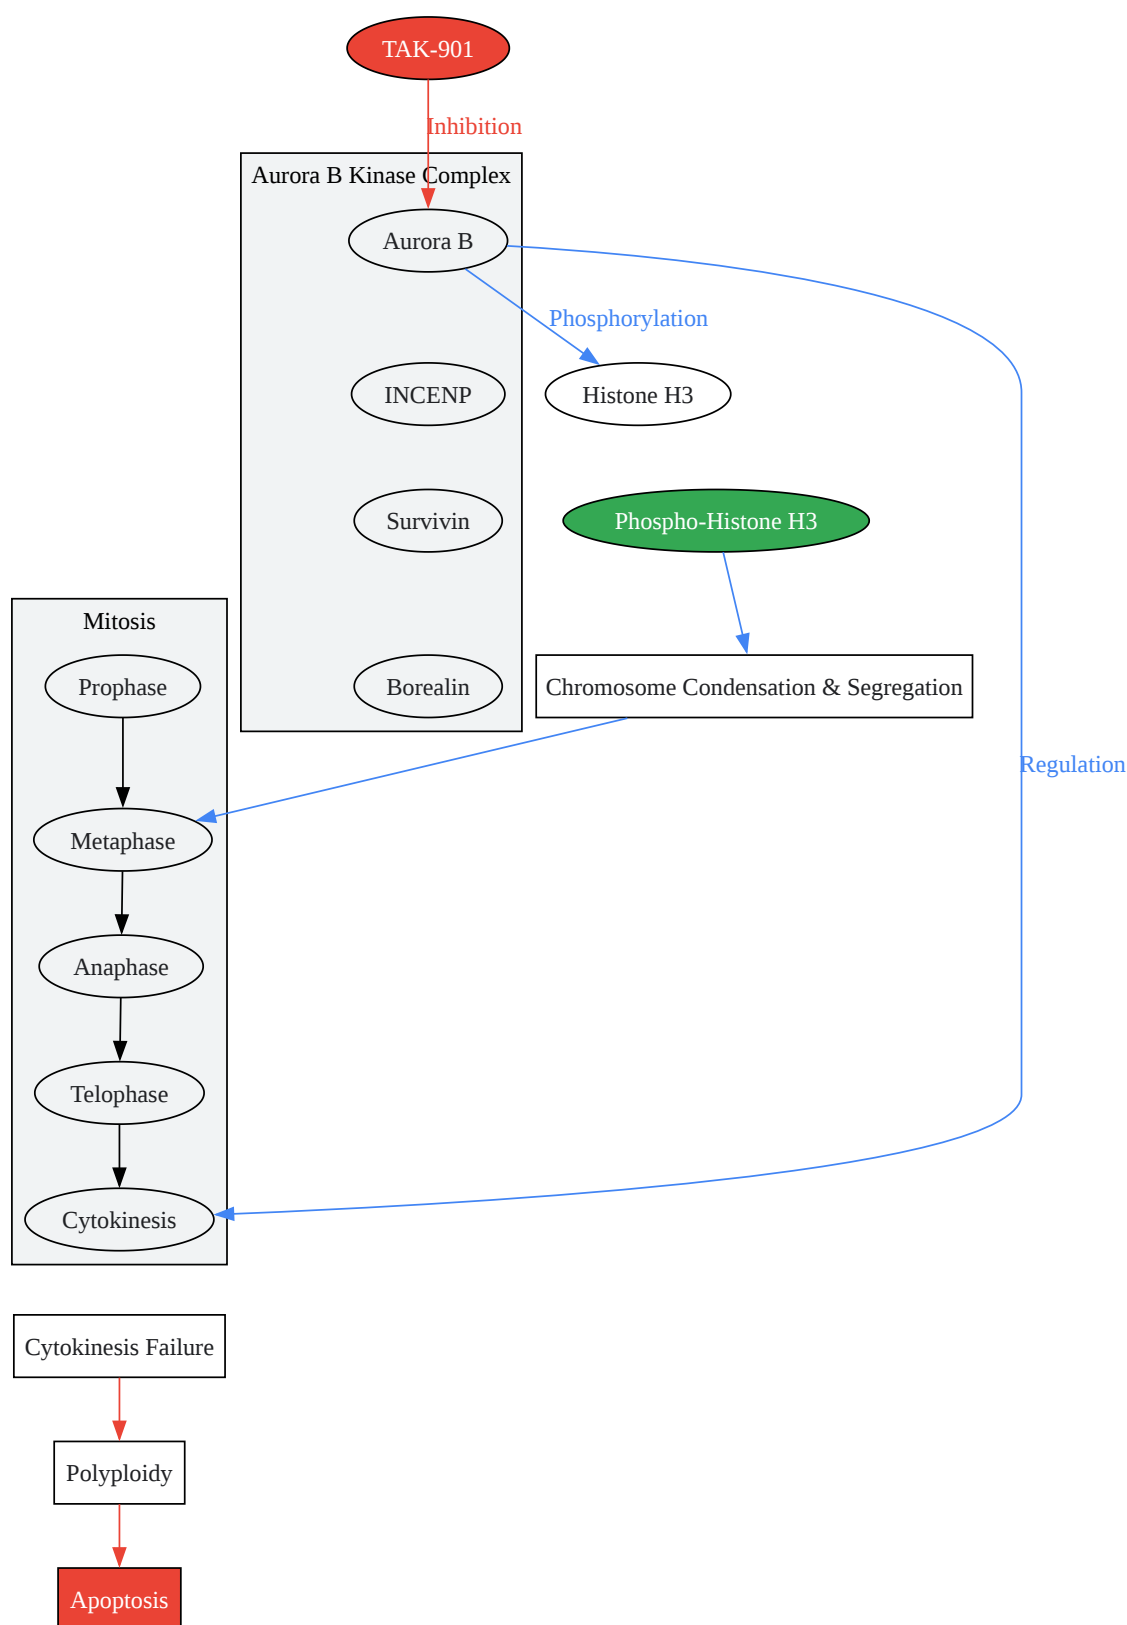 TAK-901
Inhibition
Aurora B Kinase Complex
Aurora B
Phosphorylation
INCENP
Histone H3
Survivin
Phospho-Histone H3
Mitosis
Prophase
Borealin
Chromosome Condensation & Segregation
Regulation
Metaphase
Anaphase
Telophase
Cytokinesis
Cytokinesis Failure
Polyploidy
Apoptosis